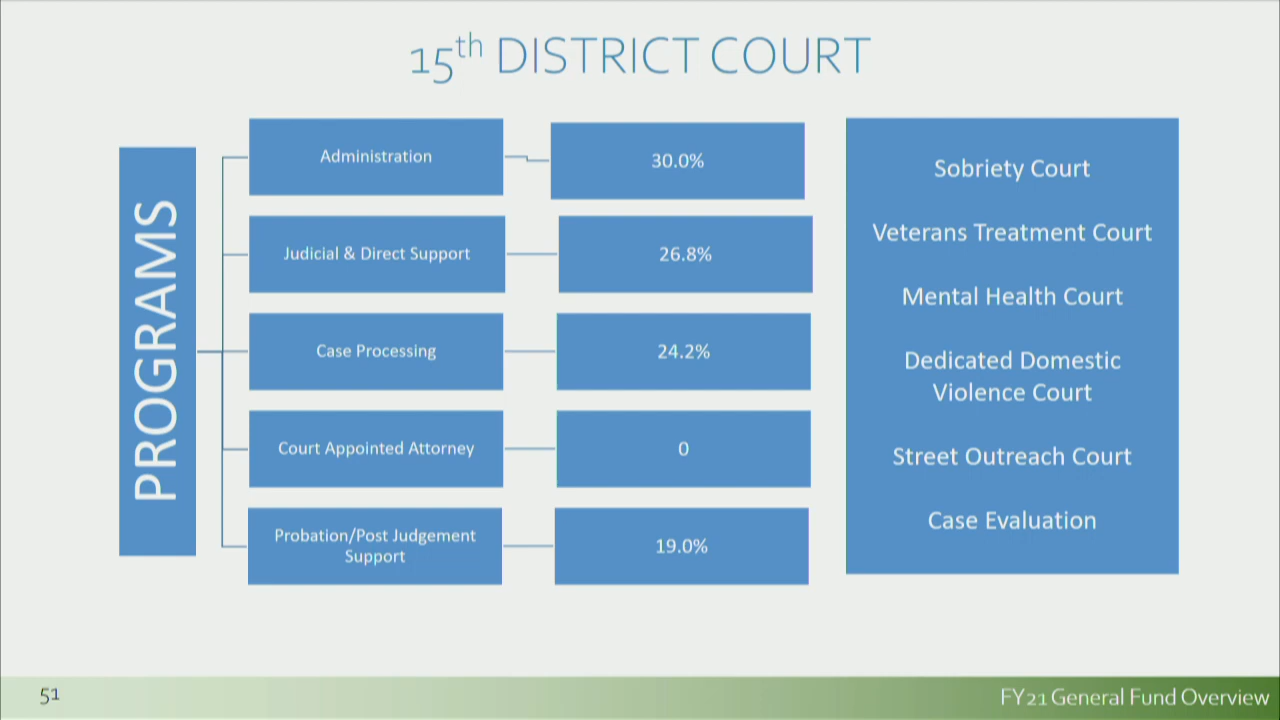 15th DISTRICT COURT
PROGRAMS
Administration
30.0%
Judicial & Direct Support
26.8%
Case Processing
24.2%
Court Appointed Attorney
0
Probation/Post Judgement
Support
19.0%
Sobriety Court
Veterans Treatment Court
Mental Health Court
Dedicated Domestic
Violence Court
Street Outreach Court
Case Evaluation
51
FY21 General Fund Overview